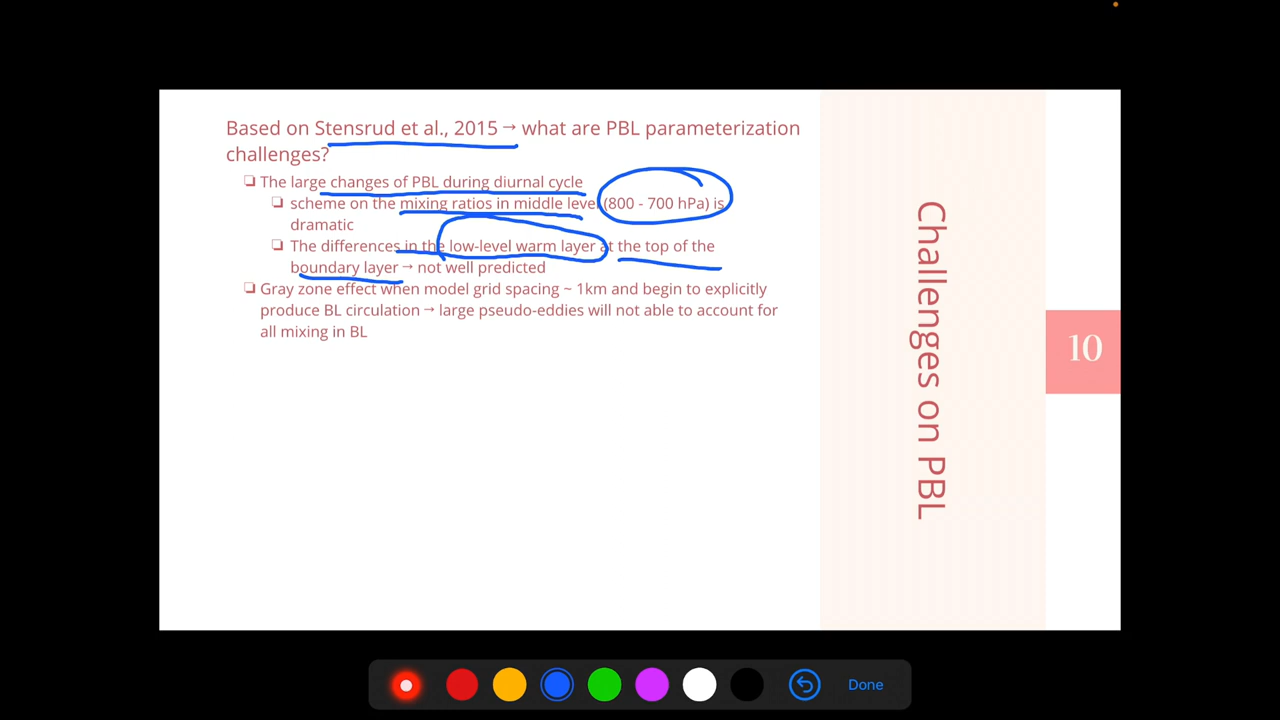 Based on Stensrud et al., 2015 → what are PBL parameterization
challenges?
❑ The large changes of PBL during diurnal cycle
❑ scheme on the mixing ratios in middle level (800 - 700 hPa) is
dramatic
❑ The differences in the low-level warm layer at the top of the
boundary layer → not well predicted
❑ Gray zone effect when model grid spacing ~ 1km and begin to explicitly
produce BL circulation → large pseudo-eddies will not able to account for
all mixing in BL
Challenges on PBL
10
Done